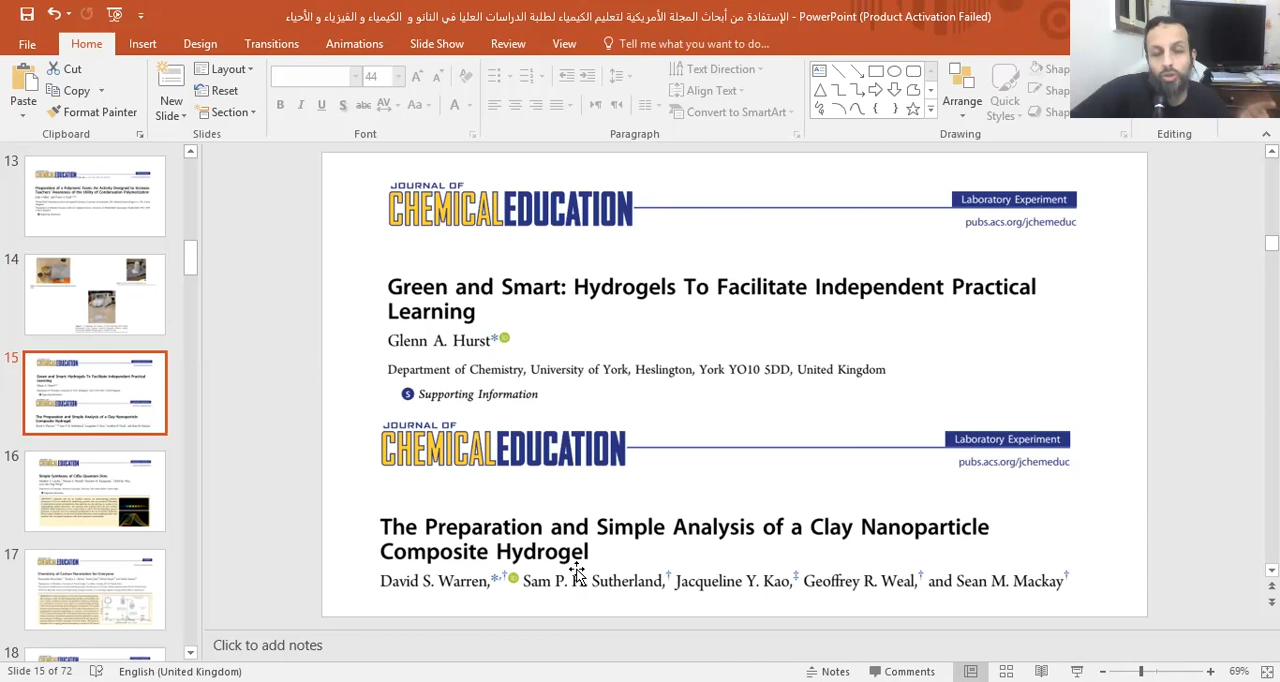 الإستفادة من أبحاث المجلة الأمريكية لتعليم الكيمياء لطلبة الدراسات العليا في النانو و الكيمياء و الفيزياء و الأحياء - PowerPoint (Product Activation Failed)
File Home Insert Design Transitions Animations Slide Show Review View Tell me what you want to do...
Paste
Cut
Copy
Format Painter
Clipboard
New Slide
Layout
Reset
Section
Slides
44
Font
Paragraph
Text Direction
Align Text
Convert to SmartArt
Arrange
Quick Styles
Drawing
Editing
13
14
15
16
17
18
JOURNAL OF
CHEMICALEDUCATION
Laboratory Experiment
pubs.acs.org/jchemeduc
Green and Smart: Hydrogels To Facilitate Independent Practical
Learning
Glenn A. Hurst*
Department of Chemistry, University of York, Heslington, York YO10 5DD, United Kingdom
S Supporting Information
JOURNAL OF
CHEMICALEDUCATION
Laboratory Experiment
pubs.acs.org/jchemeduc
The Preparation and Simple Analysis of a Clay Nanoparticle
Composite Hydrogel
David S. Warren,*,† Sam P. Sutherland,† Jacqueline Y. Kao,‡ Geoffrey R. Weal,† and Sean M. Mackay†
Click to add notes
Slide 15 of 72 English (United Kingdom) Notes Comments 69%